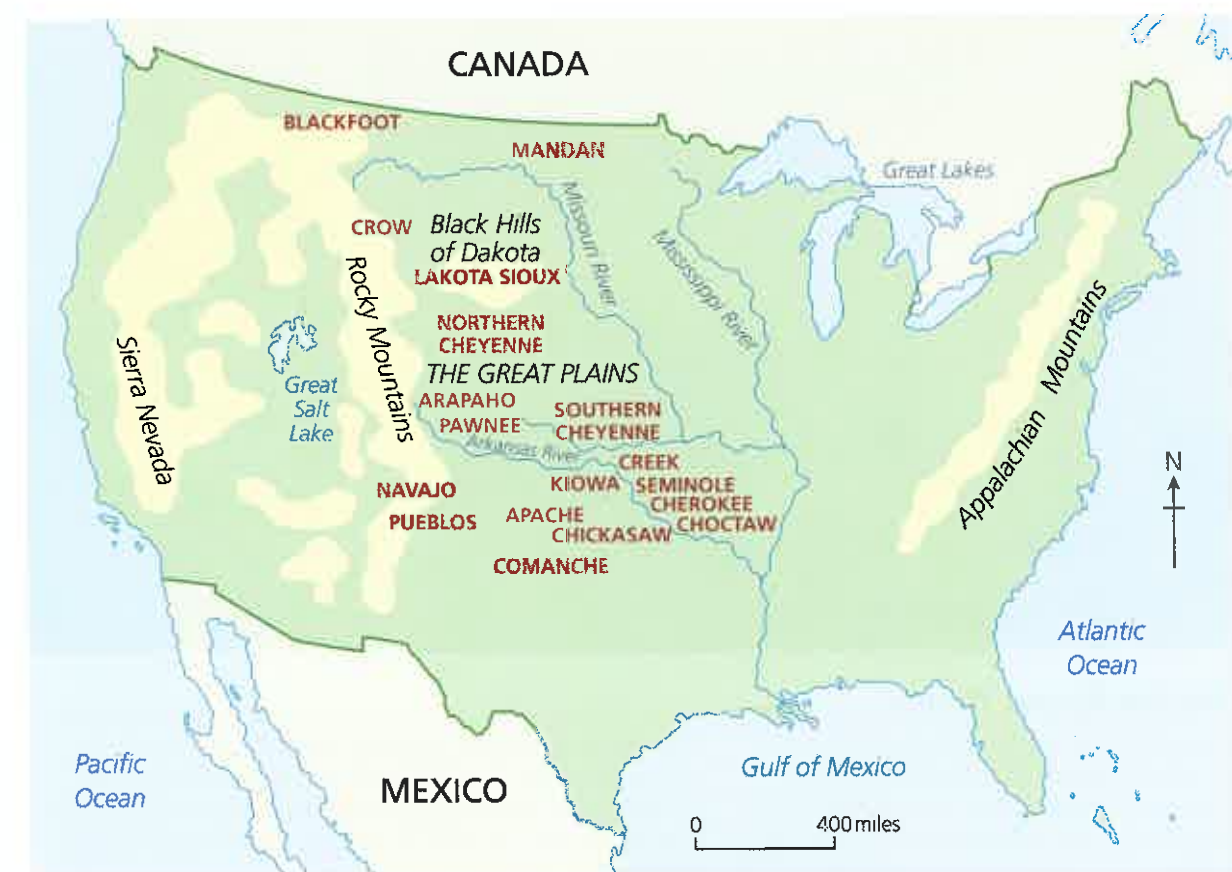 CANADA
BLACKFOOT
MANDAN
Great Lakes
Missouri River
Mississippi River
CROW
Black Hills
of Dakota
LAKOTA SIOUX
Rocky Mountains
NORTHERN
CHEYENNE
THE GREAT PLAINS
Sierra Nevada
Great
Salt
Lake
ARAPAHO
PAWNEE
SOUTHERN
CHEYENNE
Arkansas River
Appalachian Mountains
CREEK
KIOWA
SEMINOLE
NAVAJO
CHEROKEE
PUEBLOS
APACHE
CHOCTAW
CHICKASAW
COMANCHE
N
Atlantic
Ocean
Pacific
Ocean
MEXICO
Gulf of Mexico
0 400 miles